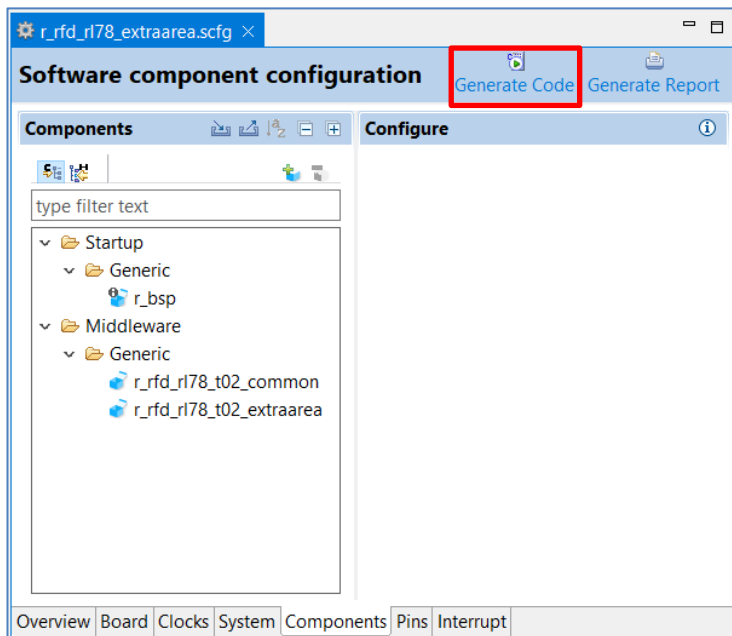 r_rfd_rl78_extraarea.scfg
Software component configuration
Generate Code
Generate Report
Components
Configure
type filter text
Startup
Generic
r_bsp
Middleware
Generic
r_rfd_rl78_t02_common
r_rfd_rl78_t02_extraarea
Overview Board Clocks System Components Pins Interrupt